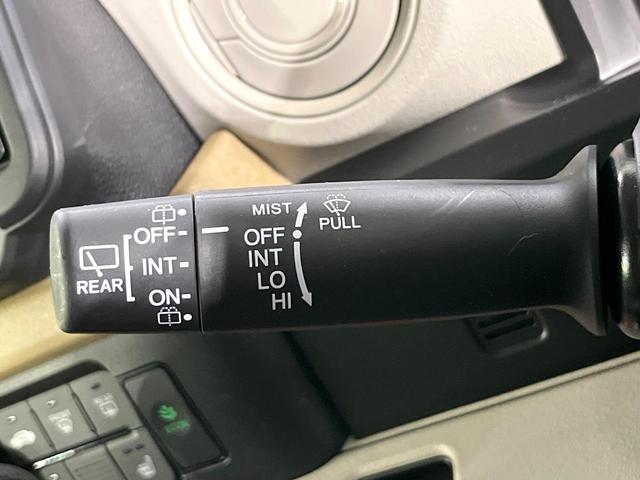 MIST
PULL
OFF
INT
LO
HI
OFF
REAR
INT
ON